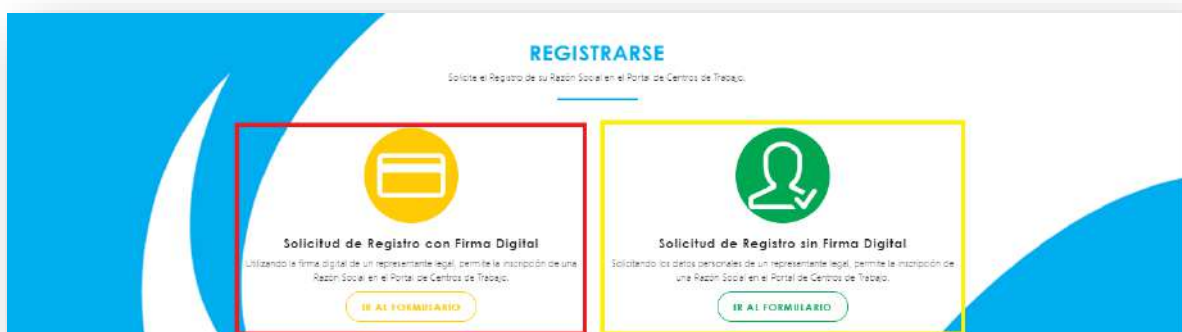 REGISTRARSE
Solicite el Registro de su Razón Social en el Portal de Centros de Trabajo.
Solicitud de Registro con Firma Digital
Utilizando la firma digital de un representante legal, permite la inscripción de una
Razón Social en el Portal de Centros de Trabajo.
IR AL FORMULARIO
Solicitud de Registro sin Firma Digital
Solicitando los datos personales de un representante legal, permite la inscripción de
una Razón Social en el Portal de Centros de Trabajo.
IR AL FORMULARIO